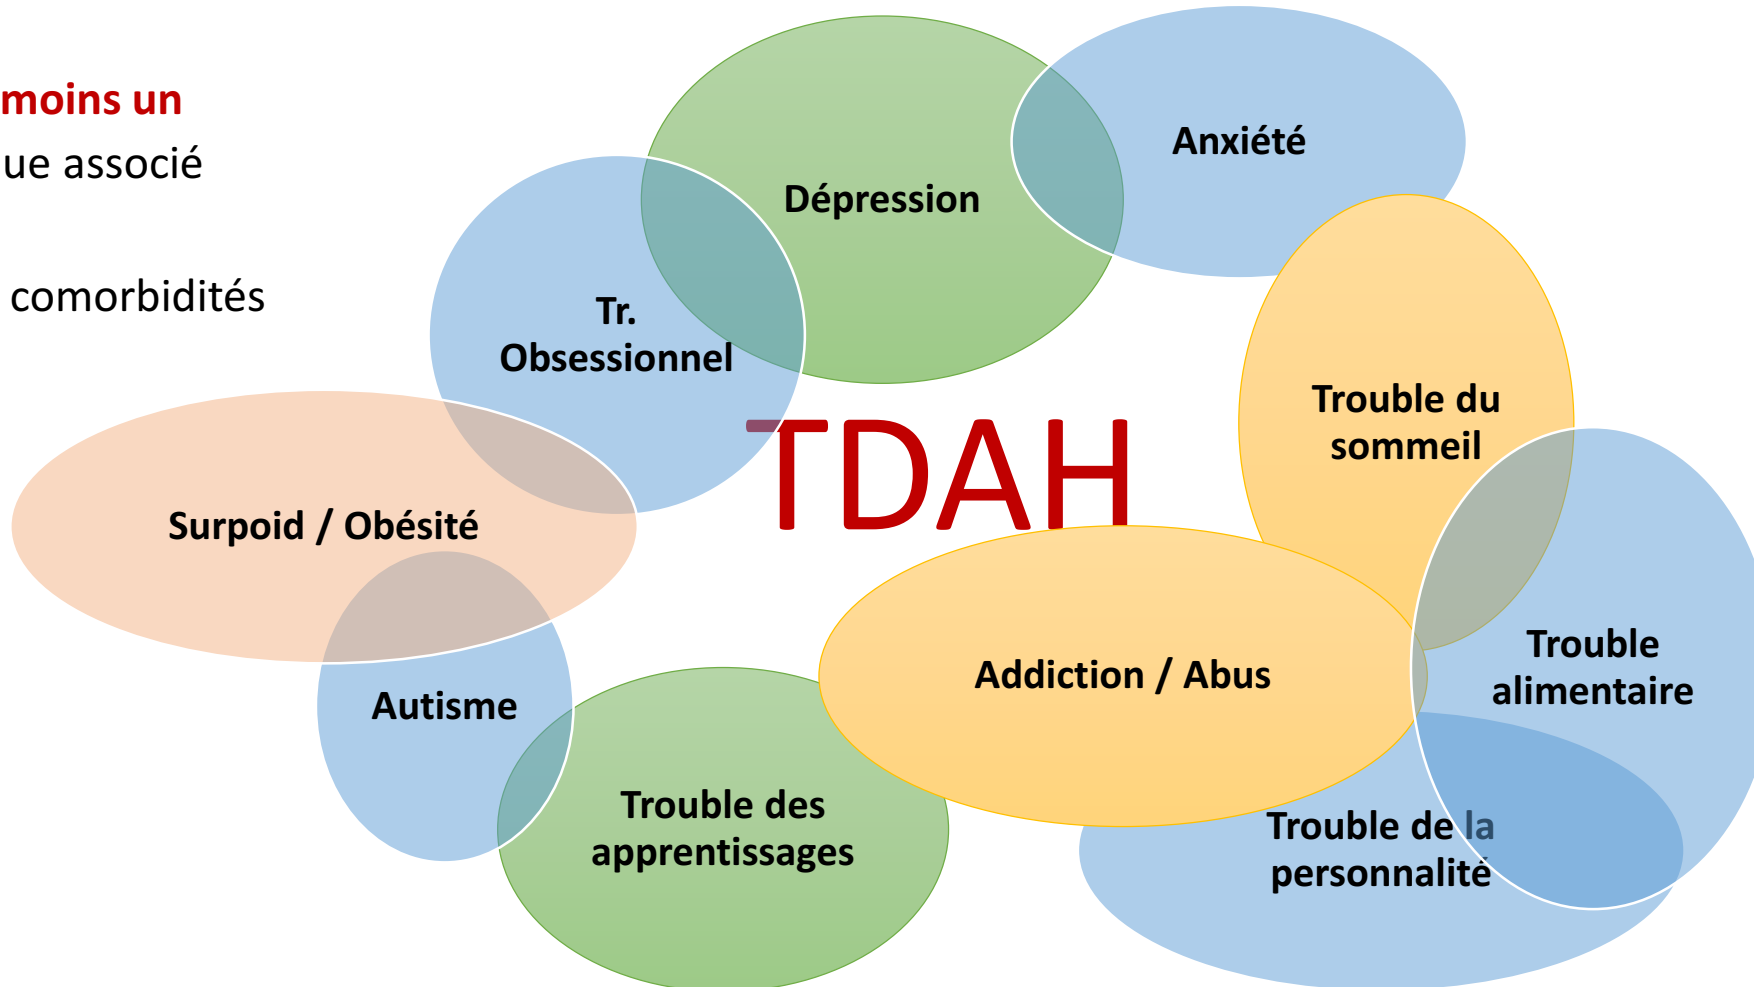 moins un
ue associé
comorbidités
Dépression
Anxiété
Tr.
Obsessionnel
TDAH
Trouble du
sommeil
Surpoid / Obésité
Autisme
Addiction / Abus
Trouble
alimentaire
Trouble des
apprentissages
Trouble de la
personnalité